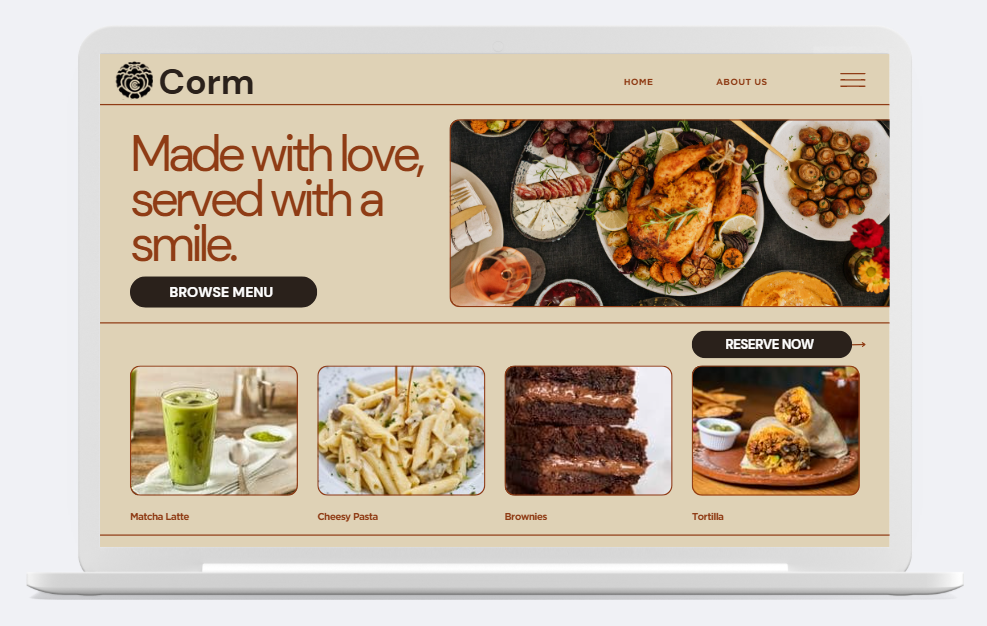 Corm
HOME
ABOUT US
Made with love,
served with a
smile.
BROWSE MENU
RESERVE NOW
Matcha Latte
Cheesy Pasta
Brownies
Tortilla